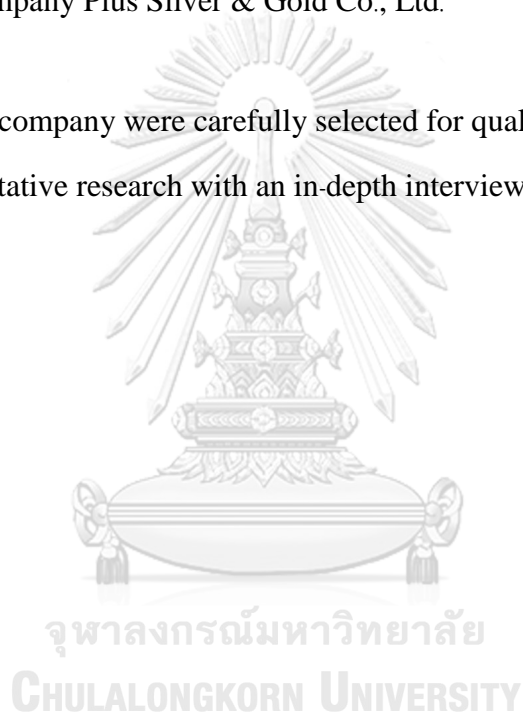 mpany Plus Silver & Gold Co., Ltd.
company were carefully selected for qual
tative research with an in-depth interview
จุฬาลงกรณ์มหาวิทยาลัย
CHULALONGKORN UNIVERSITY